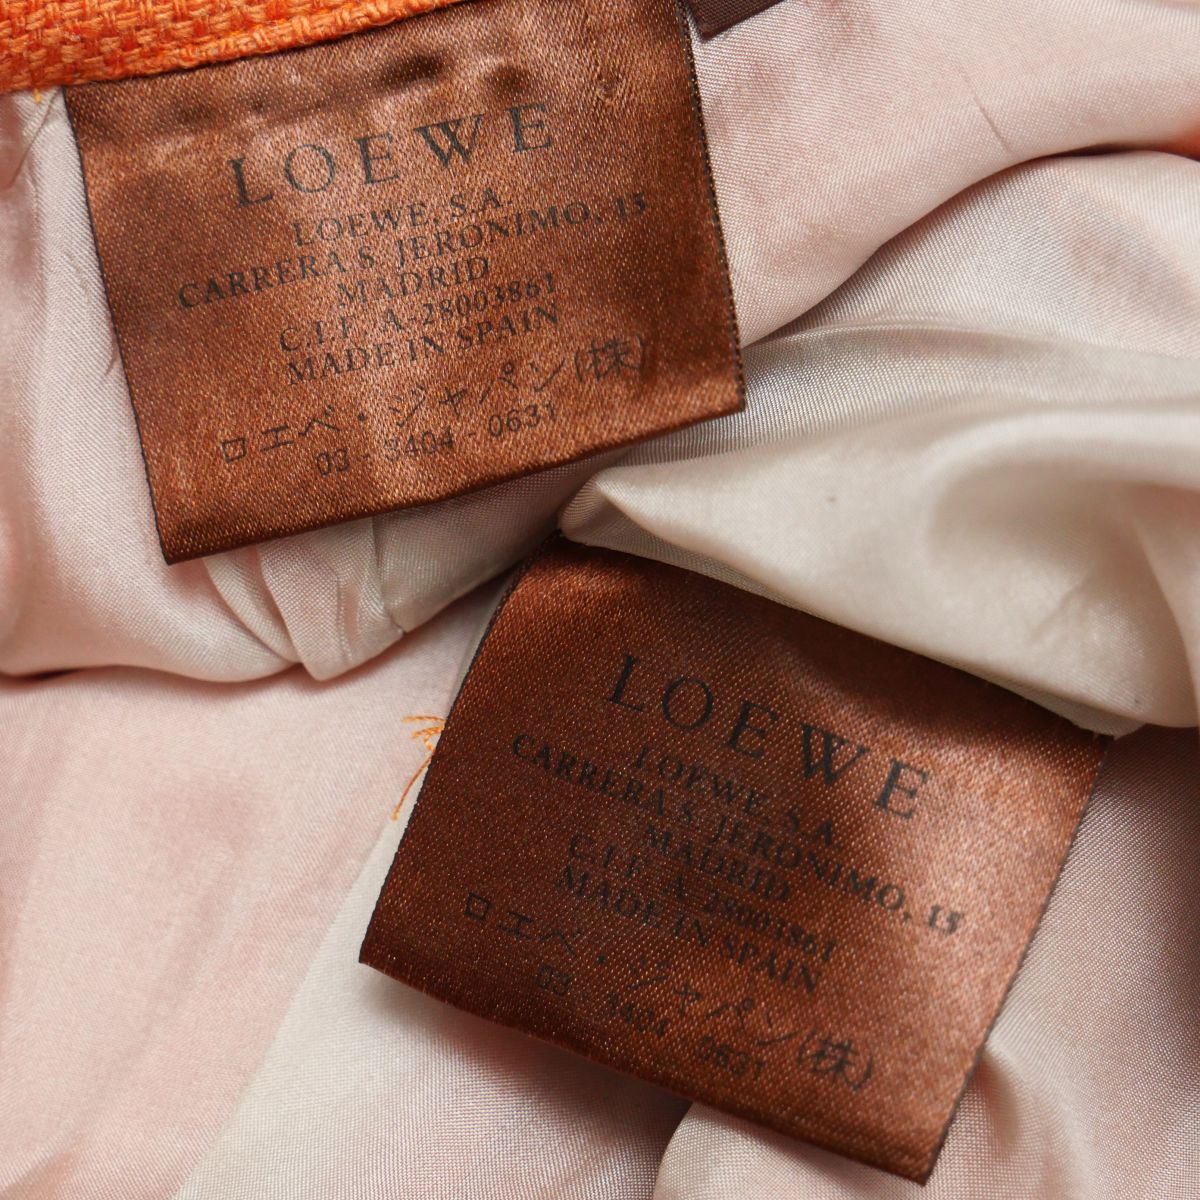 LOEWE
LOEWE, S.A.
CARRERA S. JERONIMO, 15
MADRID
C.I.F. A-28003861
MADE IN SPAIN
ロエベ・ジャパン(株)
03-3404-0631
LOEWE
LOEWE, S.A.
CARRERA S. JERONIMO, 15
MADRID
C.I.F. A-28003861
MADE IN SPAIN
ロエベ・ジャパン(株)
03-3404-0631